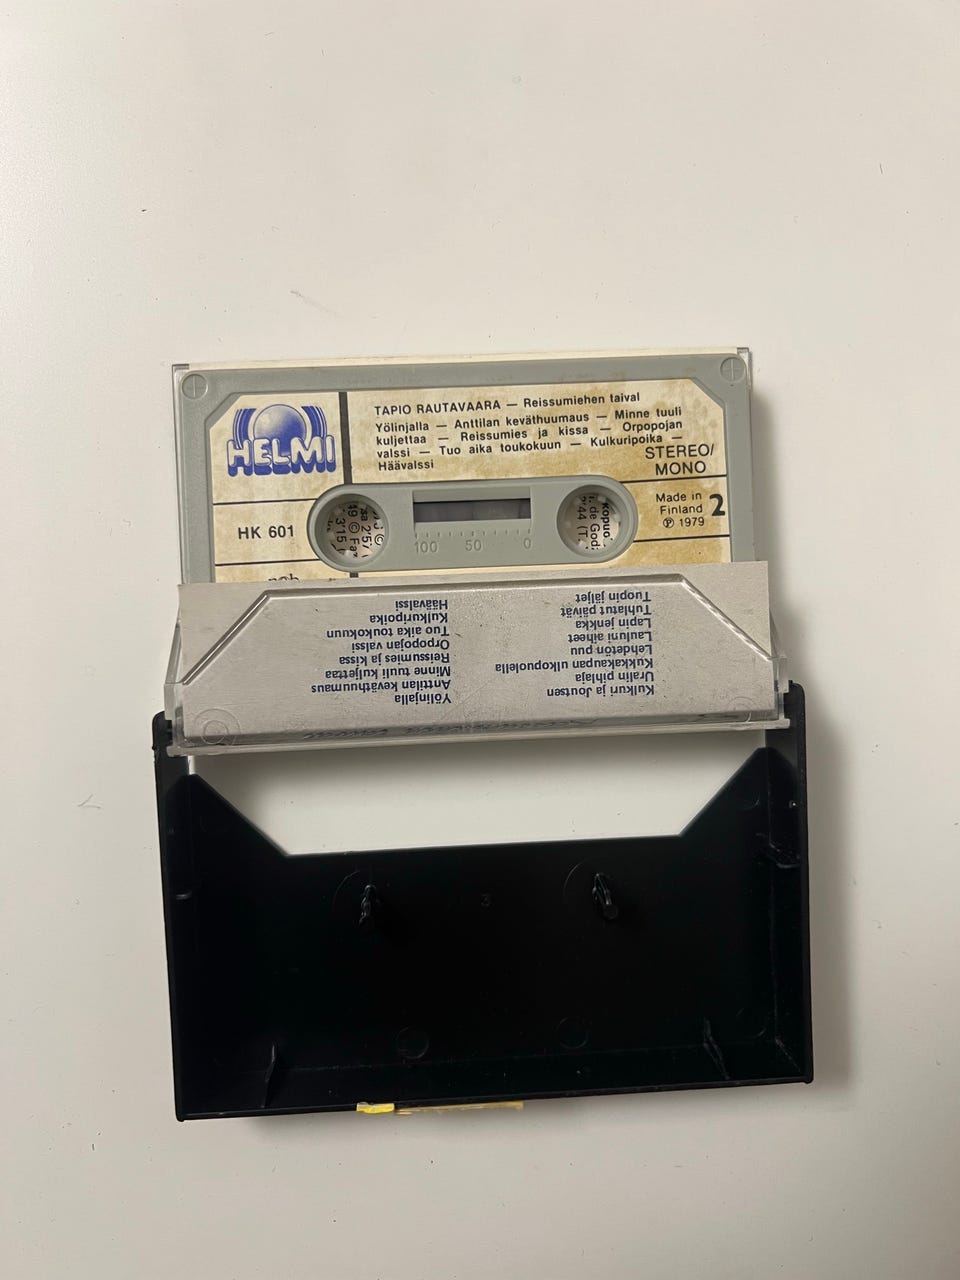 HELMI
TAPIO RAUTAVAARA — Reissumiehen taival
Yölinjalla — Anttilan keväthuumaus — Minne tuuli
kuljettaa — Reissumies ja kissa — Orpopojan
valssi — Tuo aika toukokuun — Kulkuripoika —
Häävalssi
STEREO/
MONO
HK 601
Made in
Finland
Ⓟ 1979
2
100 50 0
ncb
Kulkuri ja Joutsen
Uralin pihlaja
Kukkakaupan ulkopuolella
Lehdetön puu
Lauluni aiheet
Lapin jenkka
Tuhlatut päivät
Tuopin jäljet
Yölinjalla
Anttilan keväthuumaus
Minne tuuli kuljettaa
Reissumies ja kissa
Orpopojan valssi
Tuo aika toukokuun
Kulkuripoika
Häävalssi
3